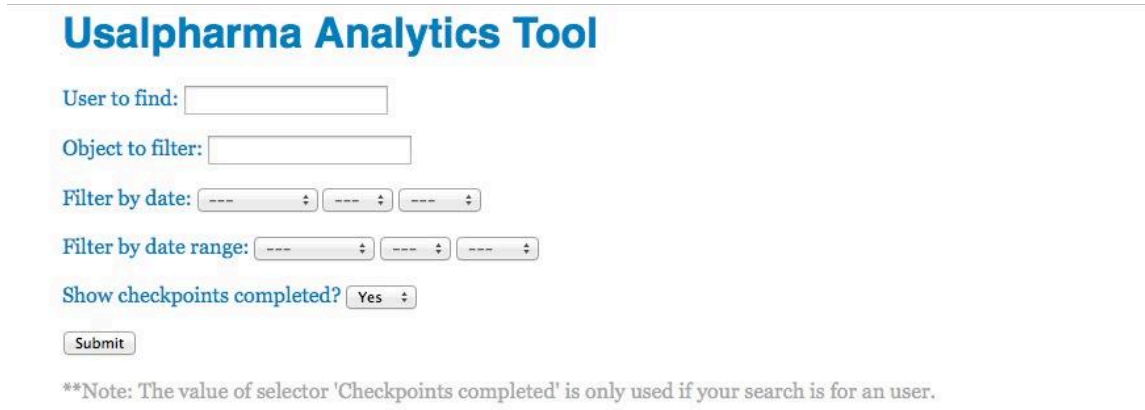 Usalpharma Analytics Tool
User to find:
Object to filter:
Filter by date: --- --- ---
Filter by date range: --- --- ---
Show checkpoints completed? Yes
Submit
**Note: The value of selector 'Checkpoints completed' is only used if your search is for an user.